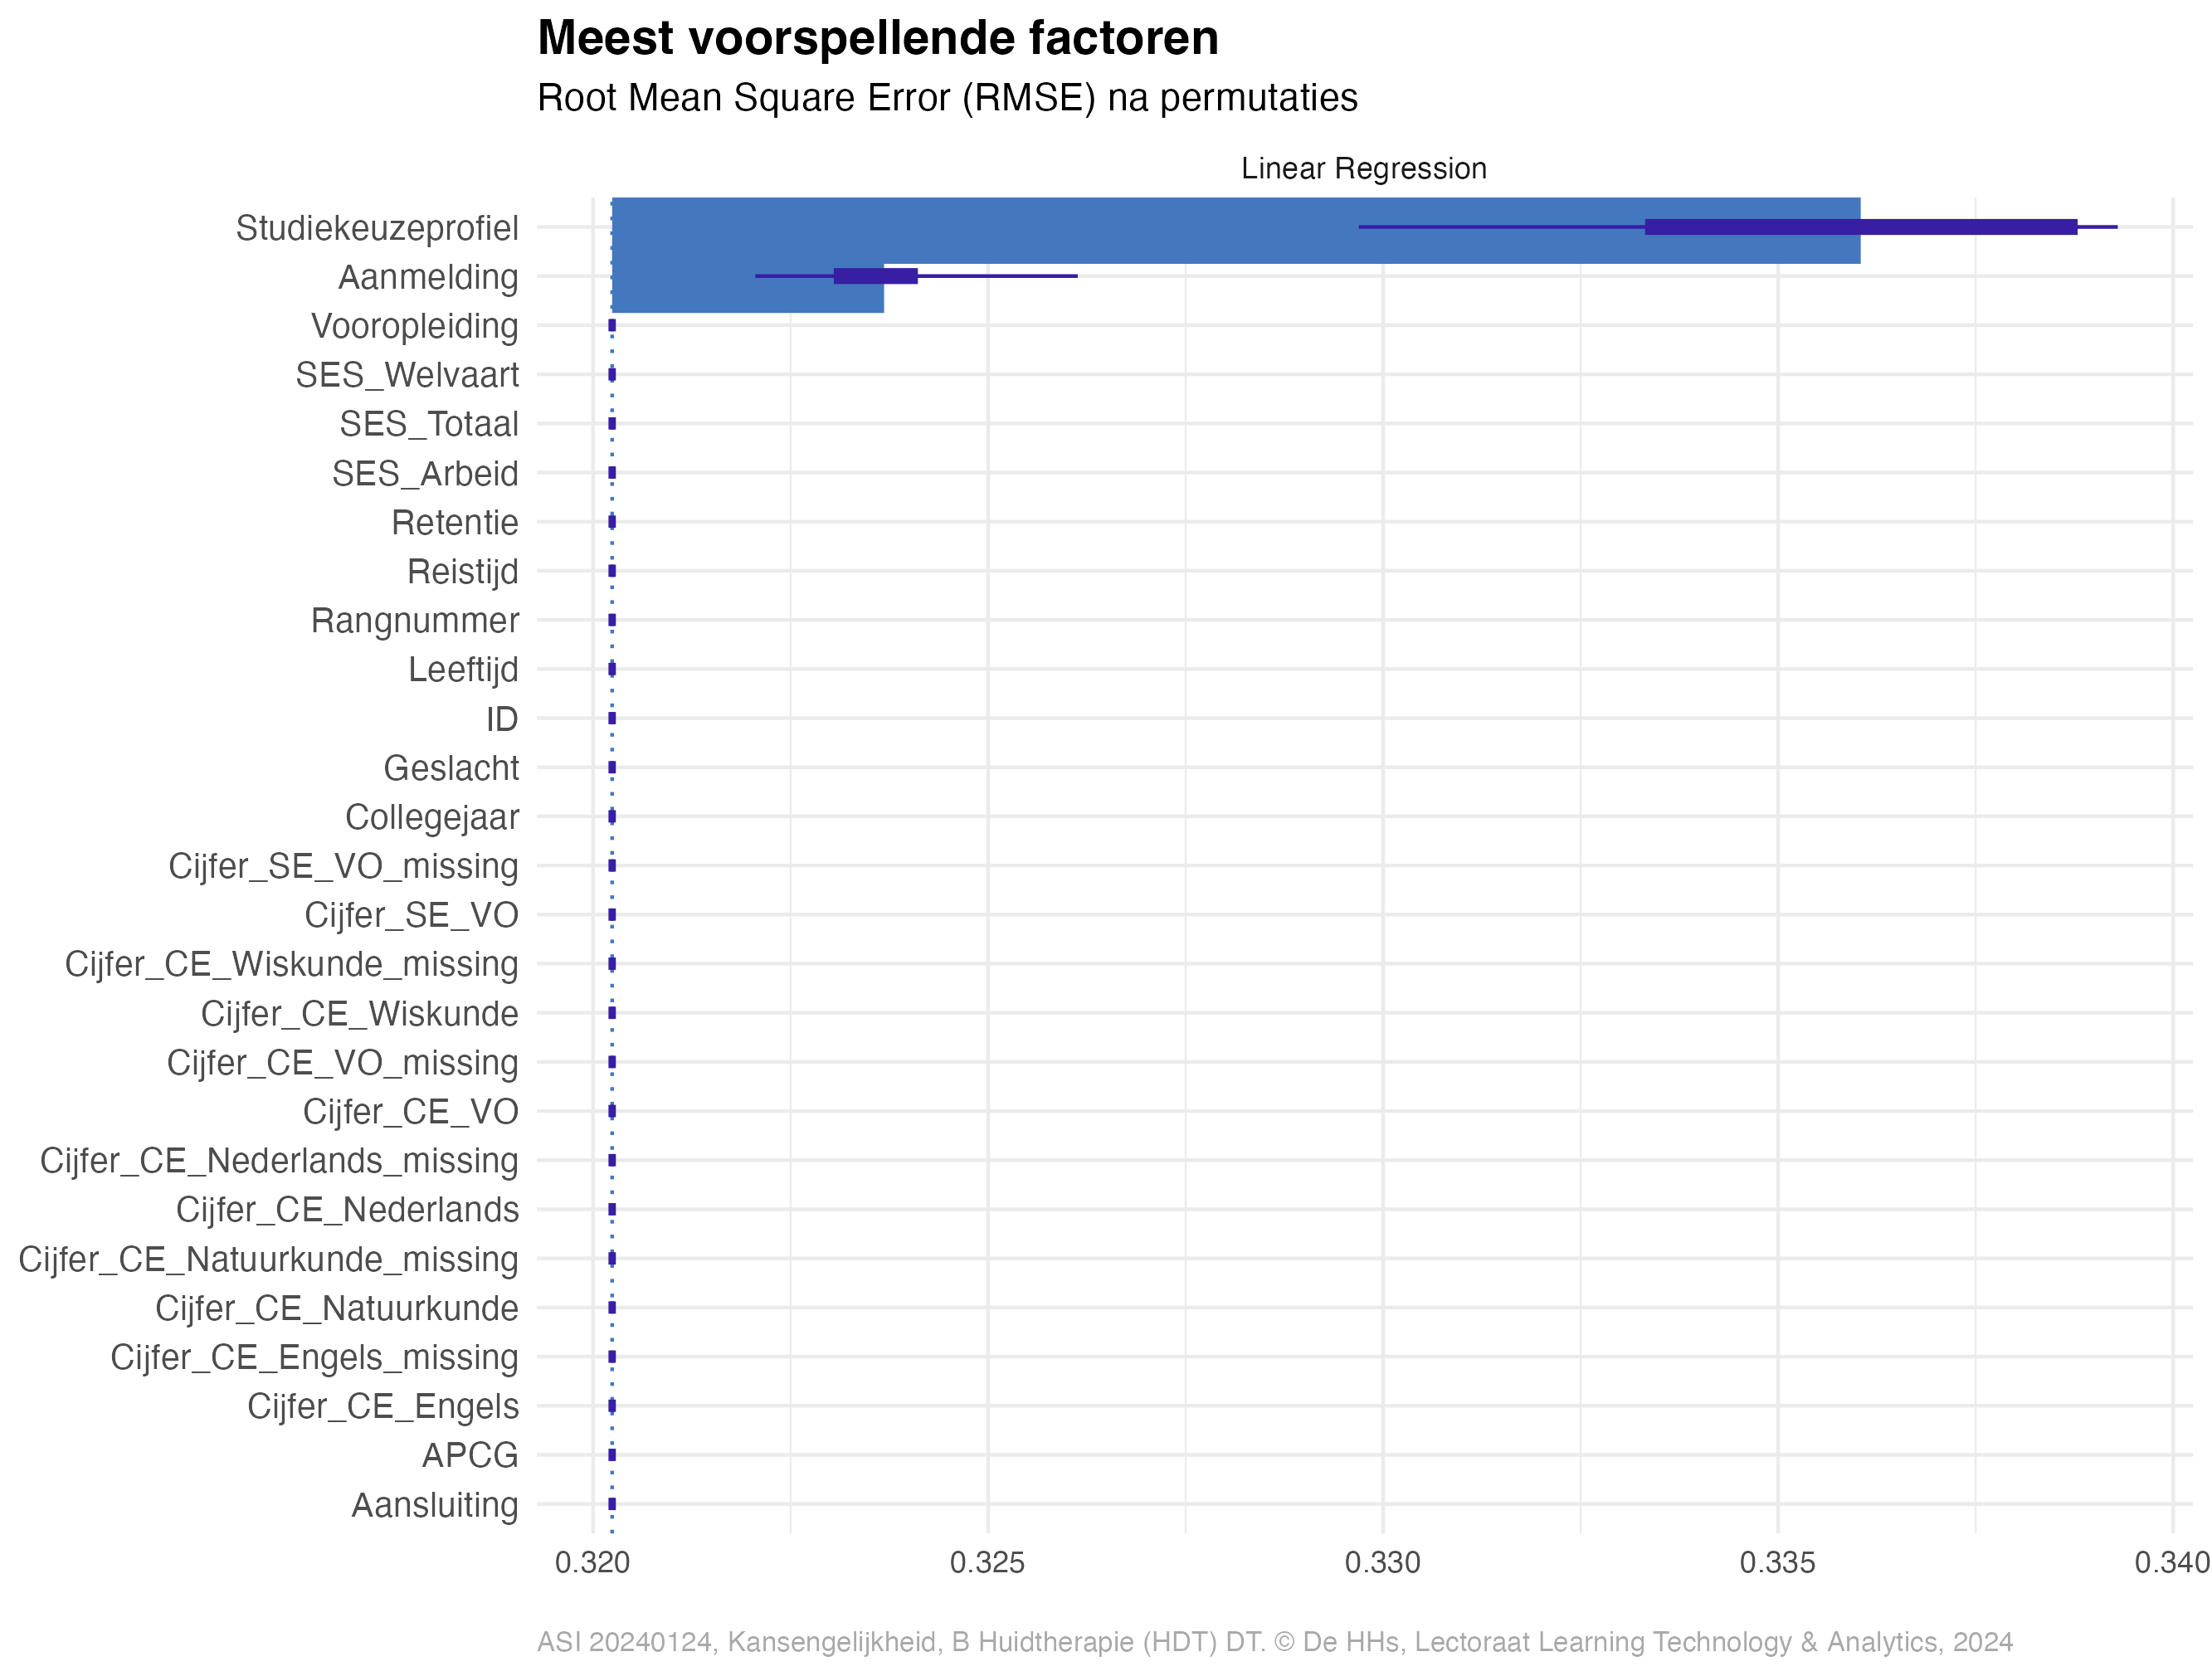 Meest voorspellende factoren
Root Mean Square Error (RMSE) na permutaties
Linear Regression
Studiekeuzeprofiel
Aanmelding
Vooropleiding
SES_Welvaart
SES_Totaal
SES_Arbeid
Retentie
Reistijd
Rangnummer
Leeftijd
ID
Geslacht
Collegejaar
Cijfer_SE_VO_missing
Cijfer_SE_VO
Cijfer_CE_Wiskunde_missing
Cijfer_CE_Wiskunde
Cijfer_CE_VO_missing
Cijfer_CE_VO
Cijfer_CE_Nederlands_missing
Cijfer_CE_Nederlands
Cijfer_CE_Natuurkunde_missing
Cijfer_CE_Natuurkunde
Cijfer_CE_Engels_missing
Cijfer_CE_Engels
APCG
Aansluiting
0.320 0.325 0.330 0.335 0.340
ASI 20240124, Kansengelijkheid, B Huidtherapie (HDT) DT. © De HHs, Lectoraat Learning Technology & Analytics, 2024